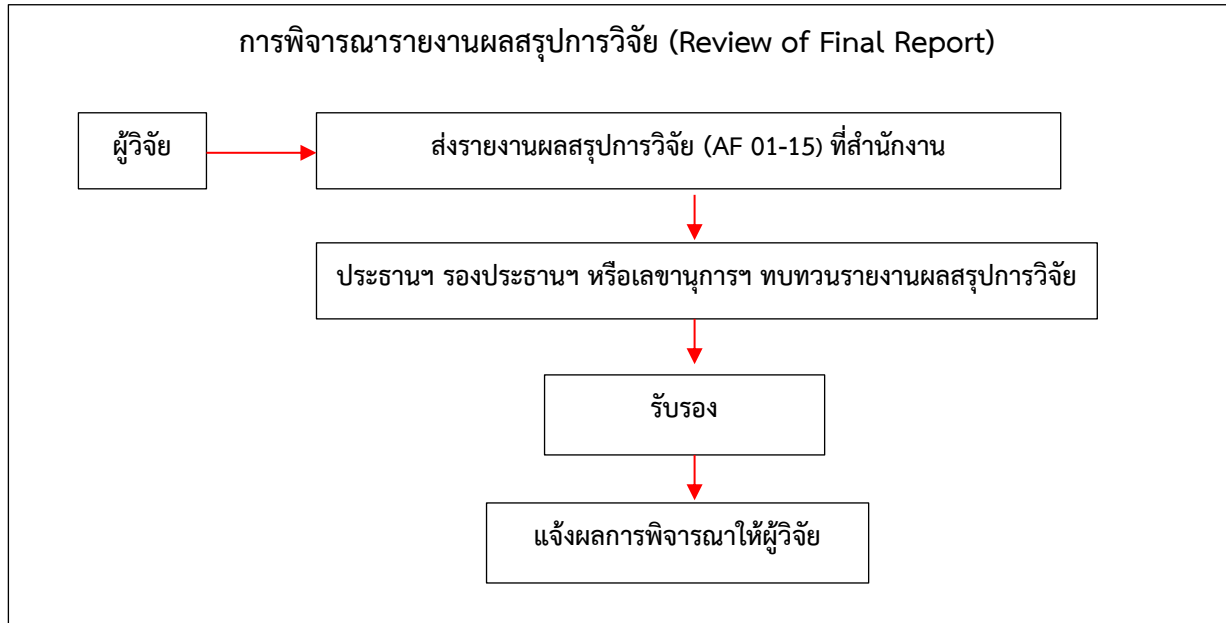 การพิจารณารายงานผลสรุปการวิจัย (Review of Final Report)
ผู้วิจัย
ส่งรายงานผลสรุปการวิจัย (AF 01-15) ที่สำนักงาน
ประธานฯ รองประธานฯ หรือเลขานุการฯ ทบทวนรายงานผลสรุปการวิจัย
รับรอง
แจ้งผลการพิจารณาให้ผู้วิจัย